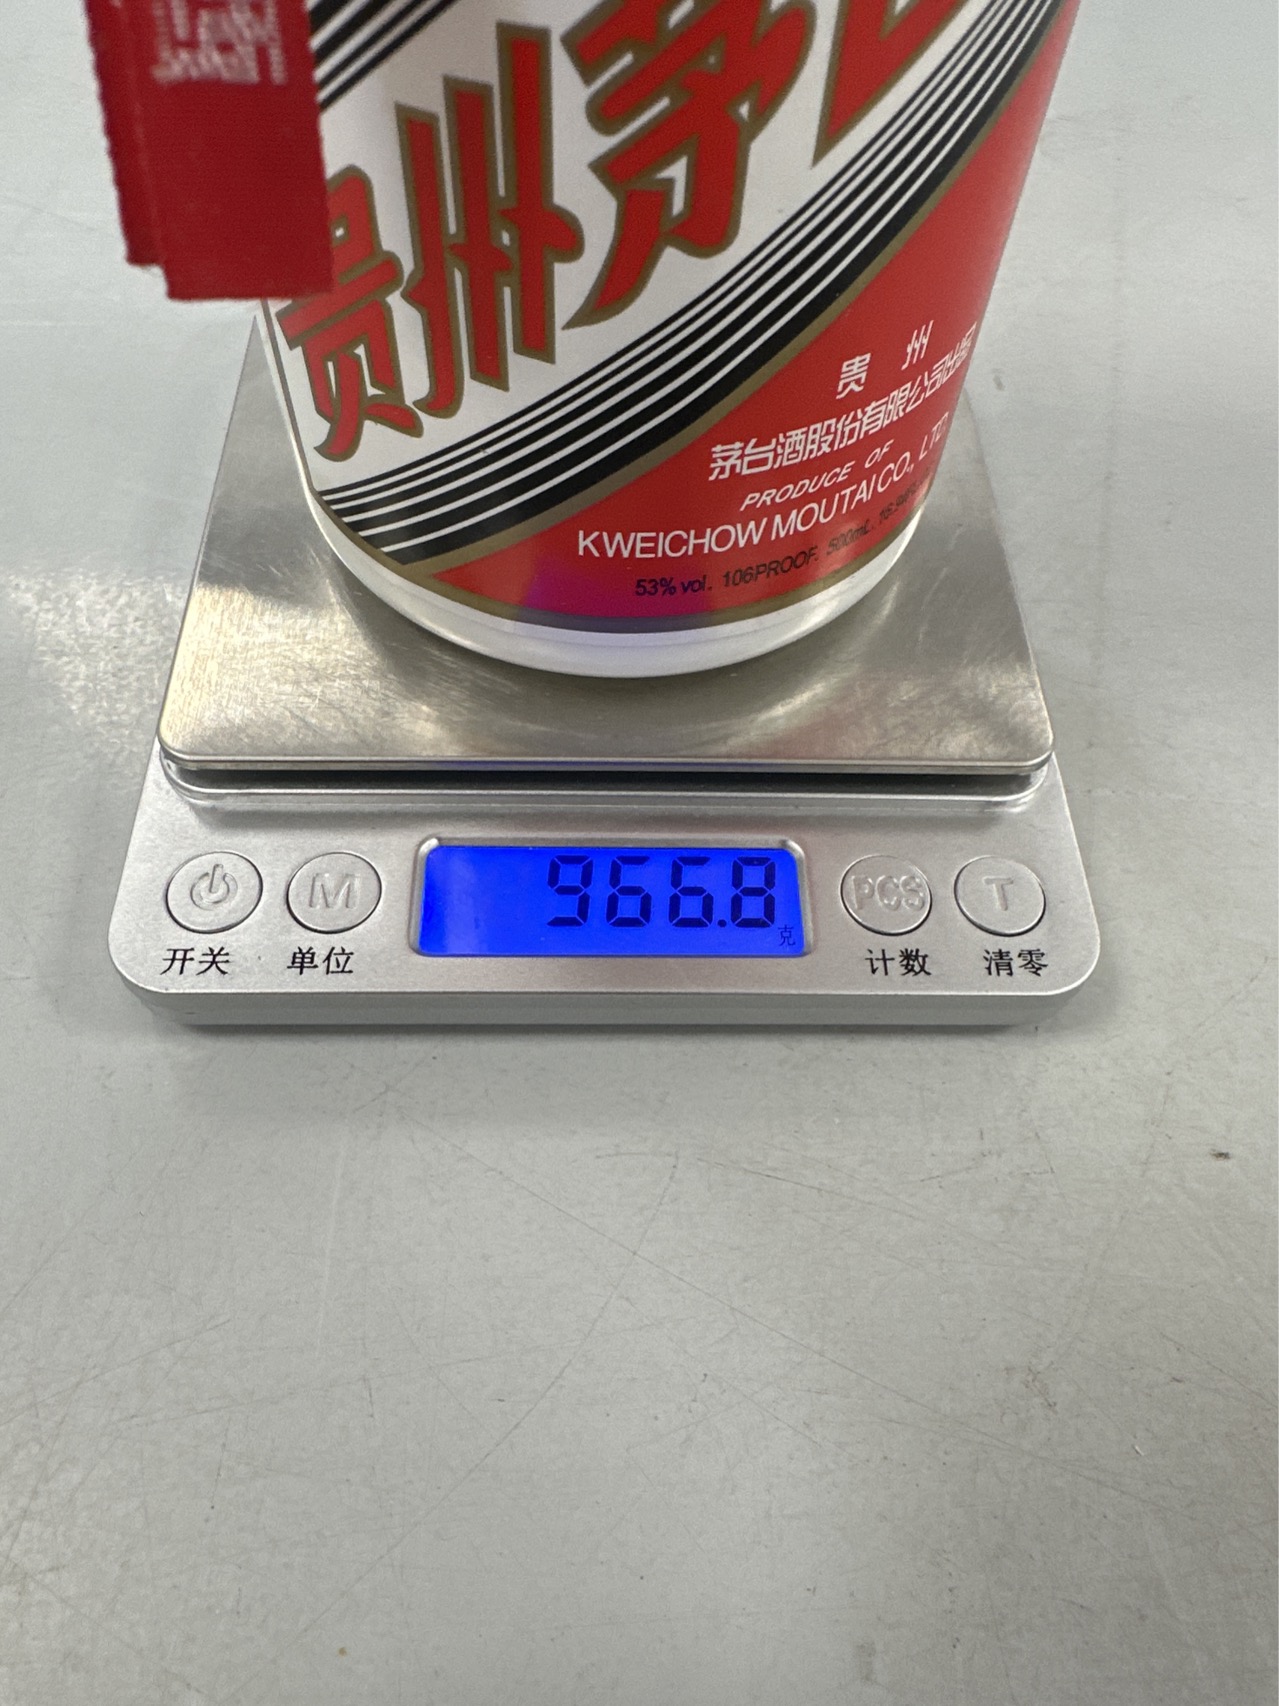 贵州茅
贵州
茅台酒股份有限公司出品
PRODUCE OF
KWEICHOW MOUTAI CO., LTD
53% vol. 106PROOF. 500mL.
966.8
克
M
PCS
T
开关
单位
计数
清零